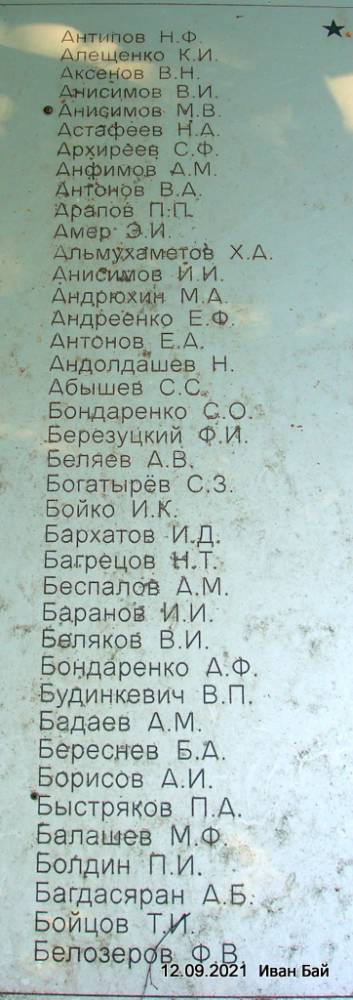 Антипов Н.Ф.
Алещенко К.И.
Аксенов В.Н.
Анисимов В.И.
Анисимов М.В.
Астафеев Н.А.
Архиреев С.Ф.
Анфимов А.М.
Антонов В.А.
Арапов П.П.
Амер Э.И.
Альмухаметов Х.А.
Анисимов И.И.
Андрюхин М.А.
Андреенко Е.Ф.
Антонов Е.А.
Андолдашев Н.
Абышев С.С.
Бондаренко С.О.
Березуцкий Ф.И.
Беляев А.В.
Богатырёв С.З.
Бойко И.К.
Бархатов И.Д.
Багрецов Н.Т.
Беспалов А.М.
Баранов И.И.
Беляков В.И.
Бондаренко А.Ф.
Будинкевич В.П.
Бадаев А.М.
Береснев Б.А.
Борисов А.И.
Быстряков П.А.
Балашев М.Ф.
Болдин П.И.
Багдасяран А.Б.
Бойцов Т.И.
Белозеров Ф.В.
12.09.2021 Иван Бай